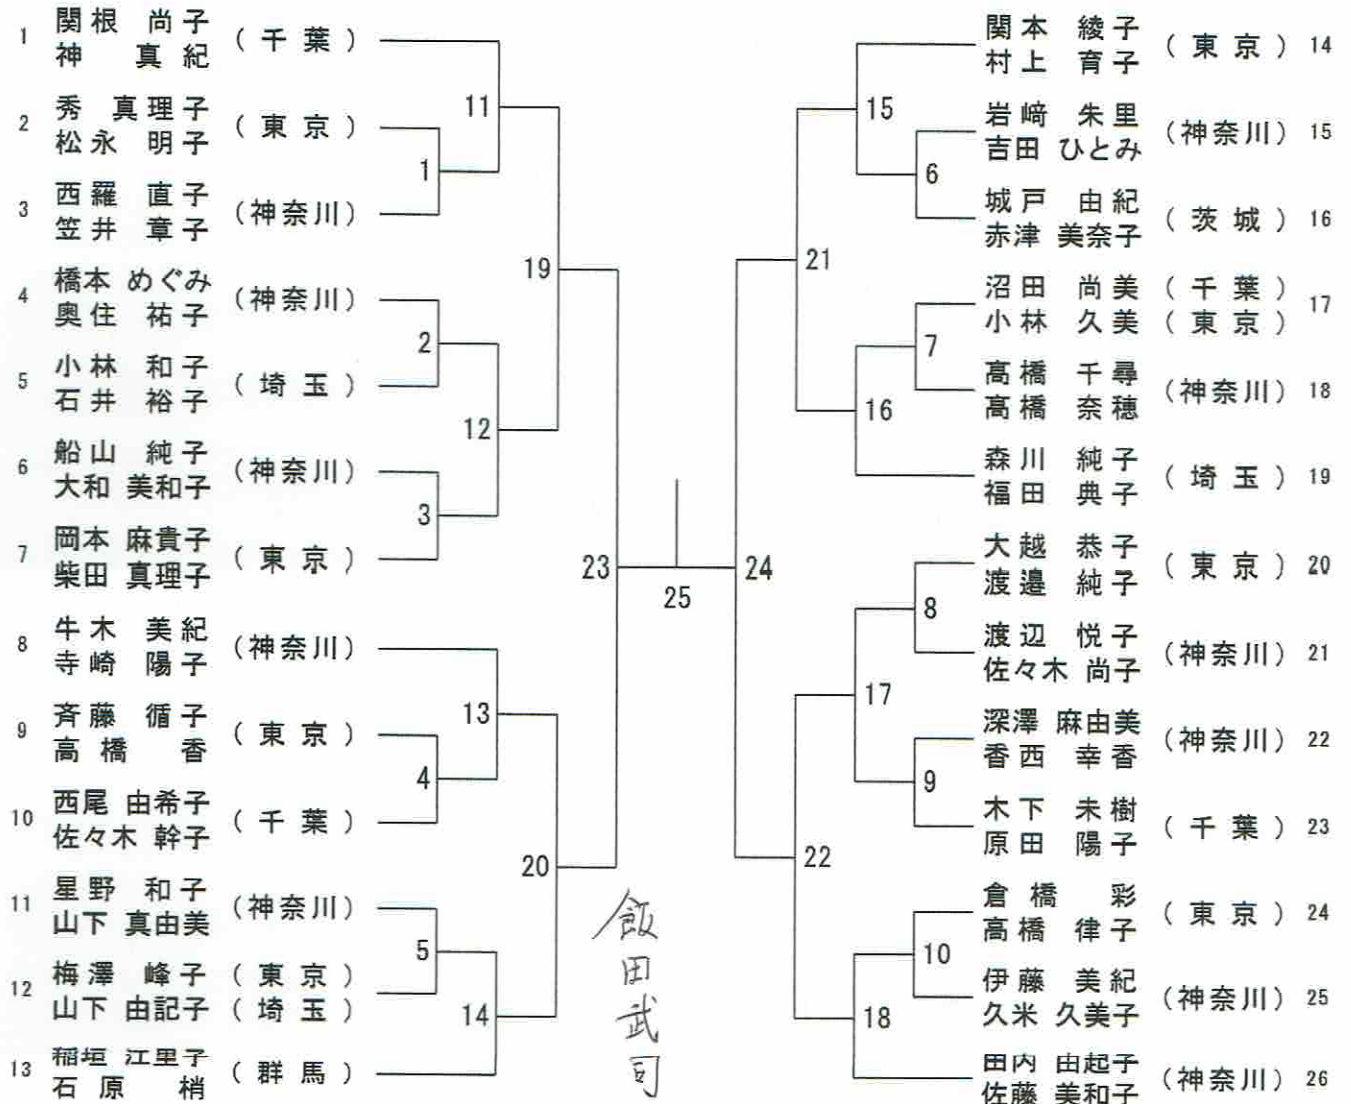 1 関根 尚子 (千葉)
神 真紀
2 秀 真理子 (東京)
松永 明子
3 西羅 直子 (神奈川)
笠井 章子
4 橋本 めぐみ (神奈川)
奥住 祐子
5 小林 和子 (埼玉)
石井 裕子
6 船山 純子 (神奈川)
大和 美和子
7 岡本 麻貴子 (東京)
柴田 真理子
8 牛木 美紀 (神奈川)
寺崎 陽子
9 斉藤 循子 (東京)
高橋 香
10 西尾 由希子 (千葉)
佐々木 幹子
11 星野 和子 (神奈川)
山下 真由美
12 梅澤 峰子 (東京)
山下 由記子 (埼玉)
13 稲垣 江里子 (群馬)
石原 梢
1
2
3
4
5
11
12
13
14
19
20
23
25
24
21
22
15
16
17
18
6
7
8
9
10
飯田武司
関本 綾子 (東京) 14
村上 育子
岩﨑 朱里 (神奈川) 15
吉田 ひとみ
城戸 由紀 (茨城) 16
赤津 美奈子
沼田 尚美 (千葉) 17
小林 久美 (東京)
髙橋 千尋 (神奈川) 18
髙橋 奈穂
森川 純子 (埼玉) 19
福田 典子
大越 恭子 (東京) 20
渡邉 純子
渡辺 悦子 (神奈川) 21
佐々木 尚子
深澤 麻由美 (神奈川) 22
香西 幸香
木下 未樹 (千葉) 23
原田 陽子
倉橋 彩 (東京) 24
高橋 律子
伊藤 美紀 (神奈川) 25
久米 久美子
田内 由起子 (神奈川) 26
佐藤 美和子